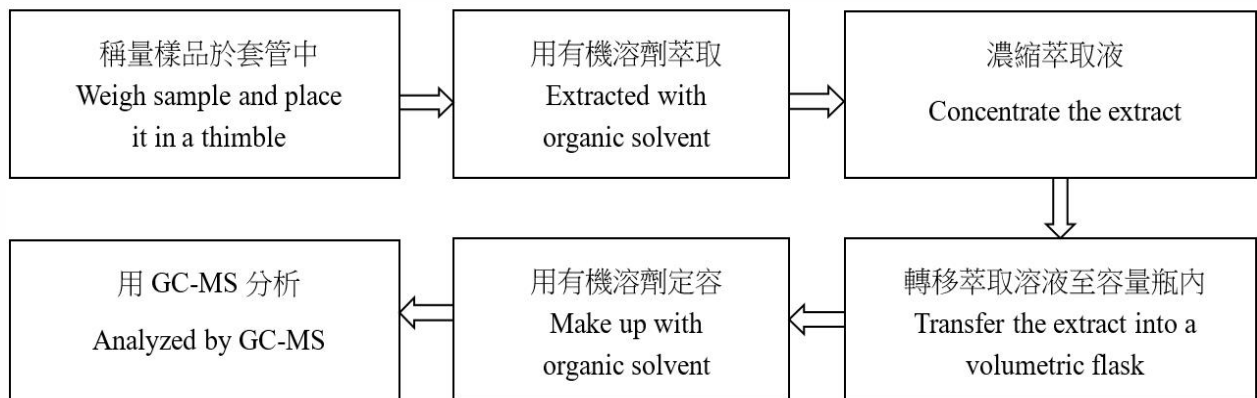 稱量樣品於套管中
Weigh sample and place
it in a thimble
用有機溶劑萃取
Extracted with
organic solvent
濃縮萃取液
Concentrate the extract
轉移萃取溶液至容量瓶內
Transfer the extract into a
volumetric flask
用有機溶劑定容
Make up with
organic solvent
用 GC-MS 分析
Analyzed by GC-MS